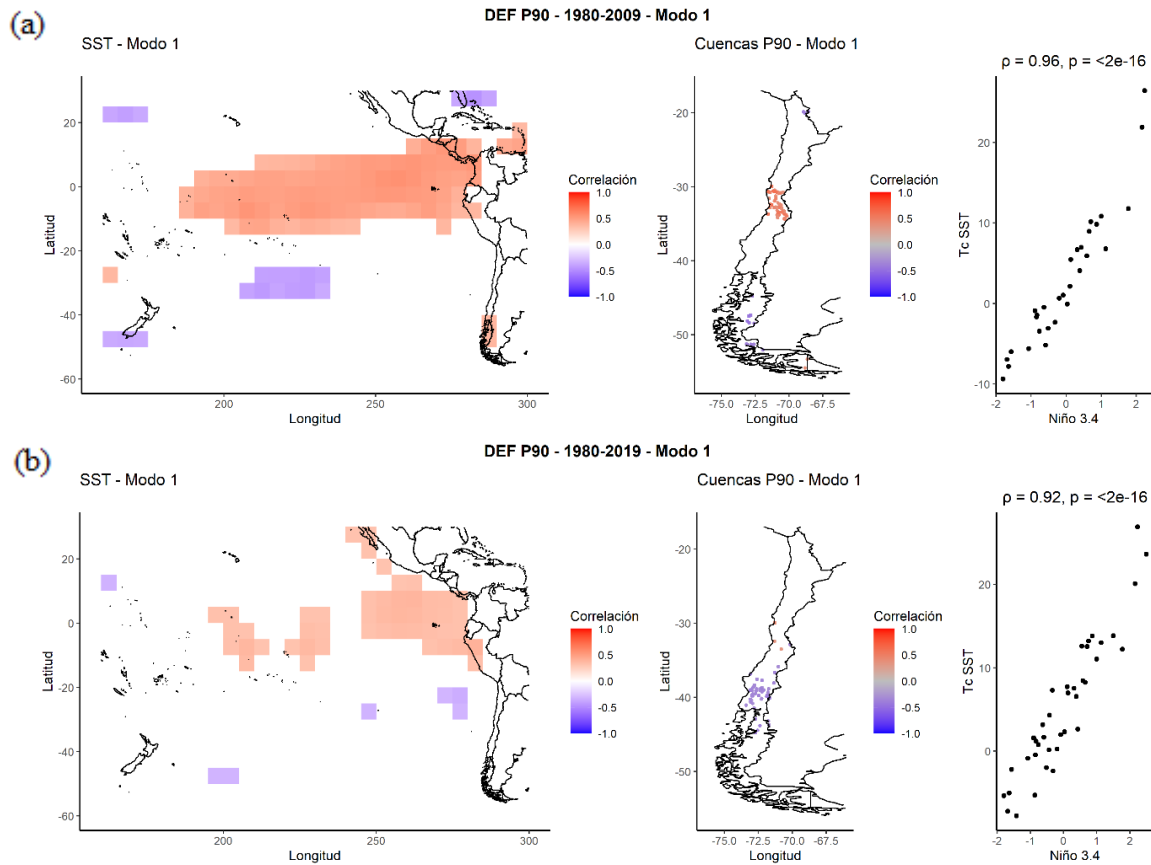 (a)
DEF P90 - 1980-2009 - Modo 1
SST - Modo 1
Cuencas P90 - Modo 1
ρ = 0.96, p = <2e-16
20
0
-20
-40
-60
Latitud
200
250
300
Longitud
Correlación
1.0
0.5
0.0
-0.5
-1.0
-20
-30
-40
-50
Latitud
-75.0
-72.5
-70.0
-67.5
Longitud
Correlación
1.0
0.5
0.0
-0.5
-1.0
20
10
0
-10
Tc SST
-2
-1
0
1
2
Niño 3.4
(b)
DEF P90 - 1980-2019 - Modo 1
SST - Modo 1
Cuencas P90 - Modo 1
ρ = 0.92, p = <2e-16
20
0
-20
-40
-60
Latitud
200
250
300
Longitud
Correlación
1.0
0.5
0.0
-0.5
-1.0
-20
-30
-40
-50
Latitud
-75.0
-72.5
-70.0
-67.5
Longitud
Correlación
1.0
0.5
0.0
-0.5
-1.0
20
10
0
Tc SST
-2
-1
0
1
2
Niño 3.4